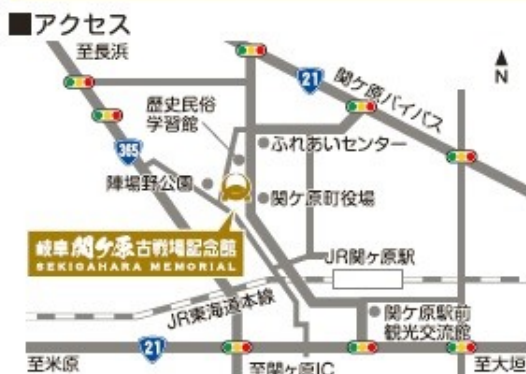 ■アクセス
至長浜
N
21
関ケ原バイパス
歴史民俗
学習館
ふれあいセンター
365
陣場野公園
関ケ原町役場
岐阜関ケ原古戦場記念館
SEKIGAHARA MEMORIAL
JR関ヶ原駅
JR東海道本線
関ケ原駅前
観光交流館
21
至米原
至関ヶ原IC
至大垣